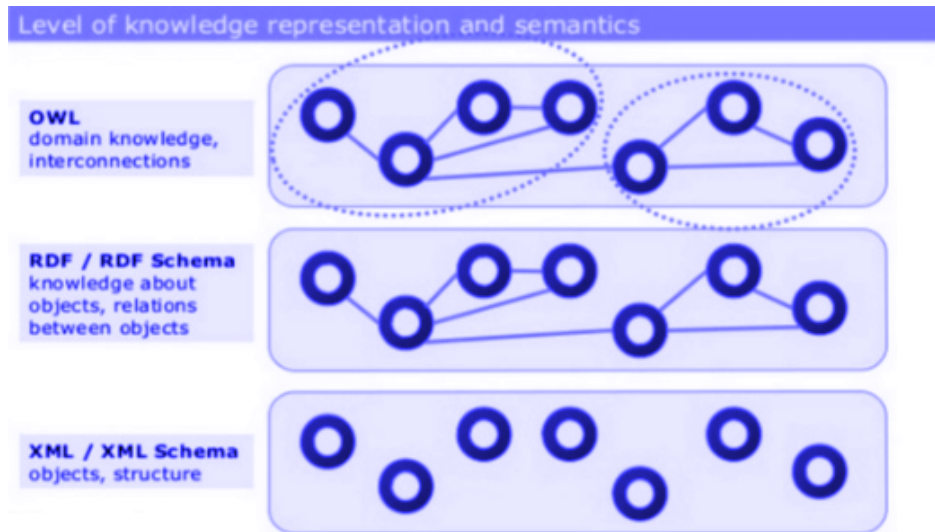 Level of knowledge representation and semantics
OWL
domain knowledge,
interconnections
RDF / RDF Schema
knowledge about
objects, relations
between objects
XML / XML Schema
objects, structure